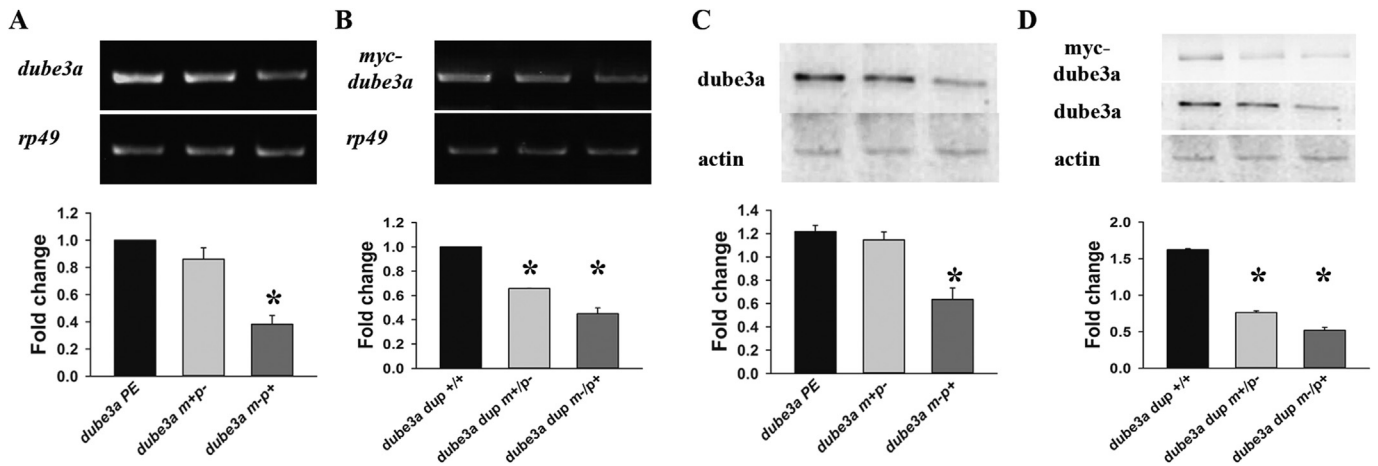 A
B
C
D
dube3a
rp49
myc-
dube3a
rp49
dube3a
actin
myc-
dube3a
dube3a
actin
Fold change
1.2
1.0
0.8
0.6
0.4
0.2
0.0
*
dube3a PE
dube3a m+p-
dube3a m-p+
Fold change
1.2
1.0
0.8
0.6
0.4
0.2
0.0
*
*
dube3a dup +/+
dube3a dup m+/p-
dube3a dup m-/p+
Fold change
1.4
1.2
1.0
0.8
0.6
0.4
0.2
0.0
*
dube3a PE
dube3a m+p-
dube3a m-p+
Fold change
2.0
1.5
1.0
0.5
0.0
*
*
dube3a dup +/+
dube3a dup m+/p-
dube3a dup m-/p+